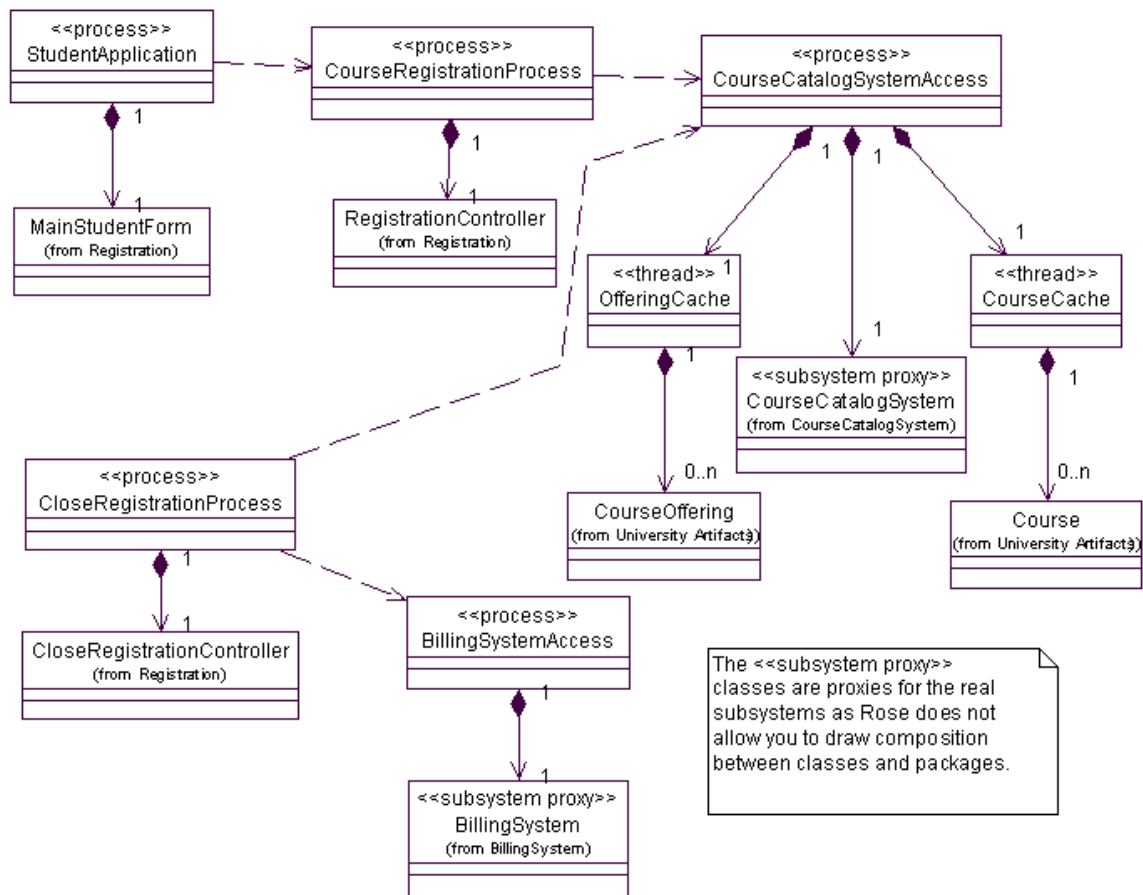 <<process>>
StudentApplication
1
1
MainStudentForm
(from Registration)
<<process>>
CourseRegistrationProcess
1
1
RegistrationController
(from Registration)
<<process>>
CourseCatalogSystemAccess
1
1
1
1
1
1
<<thread>>
OfferingCache
1
0..n
CourseOffering
(from University Artifacts)
<<subsystem proxy>>
CourseCatalogSystem
(from CourseCatalogSystem)
<<thread>>
CourseCache
1
0..n
Course
(from University Artifacts)
<<process>>
CloseRegistrationProcess
1
1
CloseRegistrationController
(from Registration)
<<process>>
BillingSystemAccess
1
1
<<subsystem proxy>>
BillingSystem
(from BillingSystem)
The <<subsystem proxy>>
classes are proxies for the real
subsystems as Rose does not
allow you to draw composition
between classes and packages.